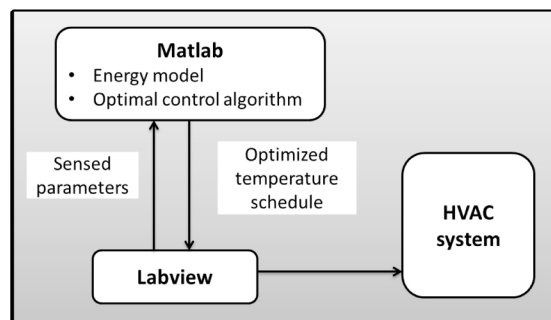 Matlab
• Energy model
• Optimal control algorithm
Sensed
parameters
Optimized
temperature
schedule
HVAC
system
Labview